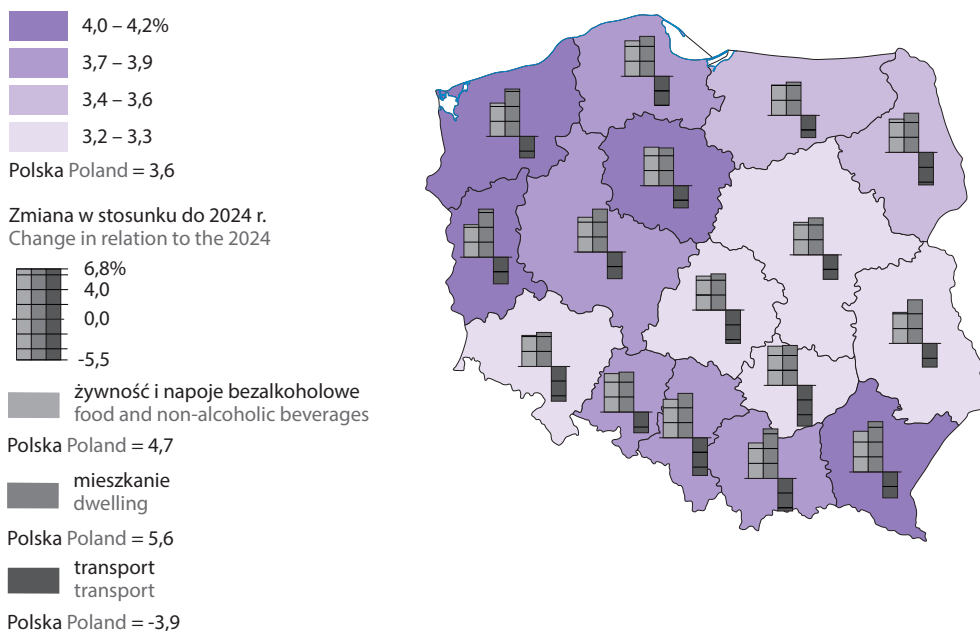 4,0 – 4,2%
3,7 – 3,9
3,4 – 3,6
3,2 – 3,3
Polska Poland = 3,6
Zmiana w stosunku do 2024 r.
Change in relation to the 2024
6,8%
4,0
0,0
-5,5
żywność i napoje bezalkoholowe
food and non-alcoholic beverages
Polska Poland = 4,7
mieszkanie
dwelling
Polska Poland = 5,6
transport
transport
Polska Poland = -3,9